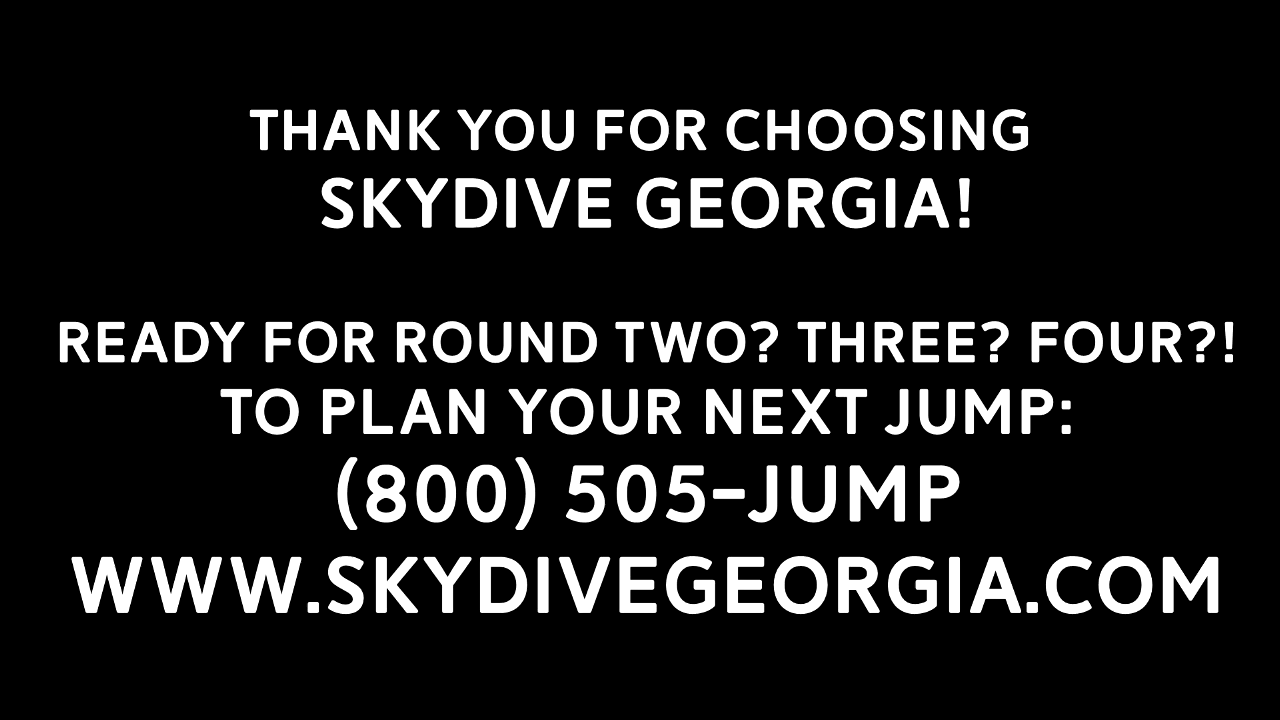 THANK YOU FOR CHOOSING
SKYDIVE GEORGIA!
READY FOR ROUND TWO? THREE? FOUR?!
TO PLAN YOUR NEXT JUMP:
(800) 505-JUMP
WWW.SKYDIVEGEORGIA.COM